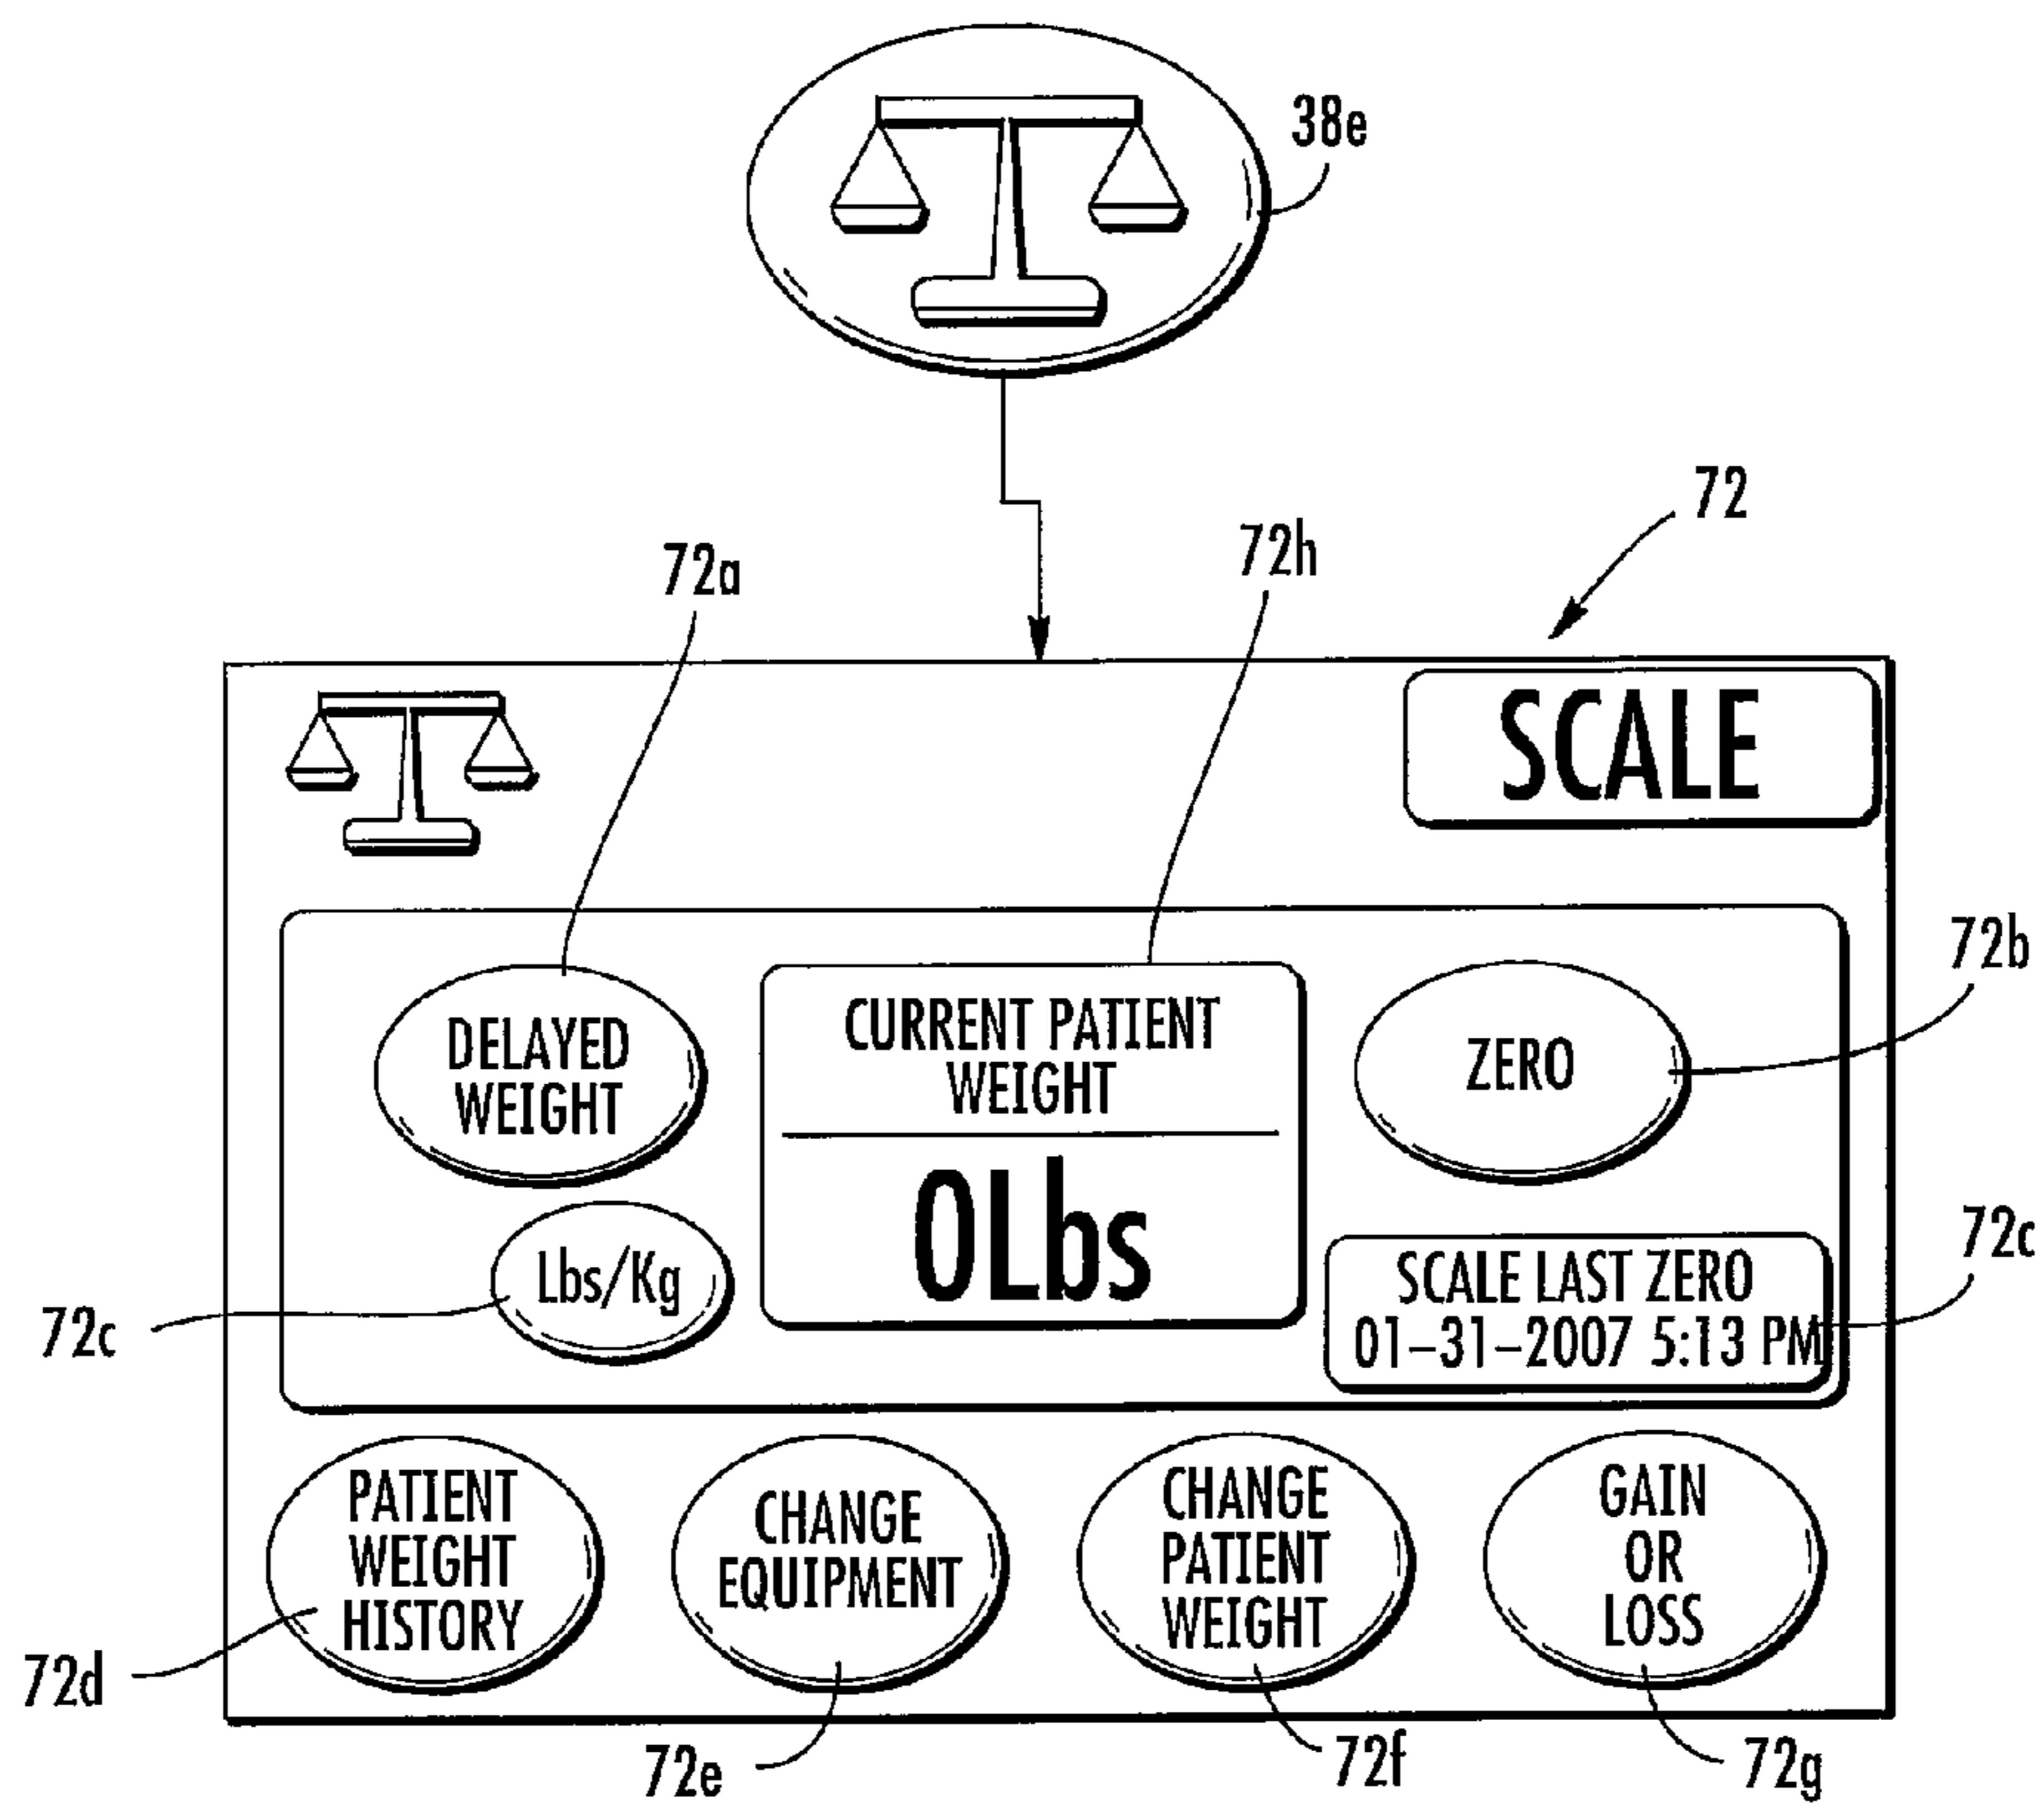 38e
72
72a
72h
SCALE
72b
DELAYED
WEIGHT
CURRENT PATIENT
WEIGHT
0Lbs
ZERO
72c
Lbs/Kg
72c
SCALE LAST ZERO
01-31-2007 5:13 PM
PATIENT
WEIGHT
HISTORY
CHANGE
EQUIPMENT
CHANGE
PATIENT
WEIGHT
GAIN
OR
LOSS
72d
72e
72f
72g